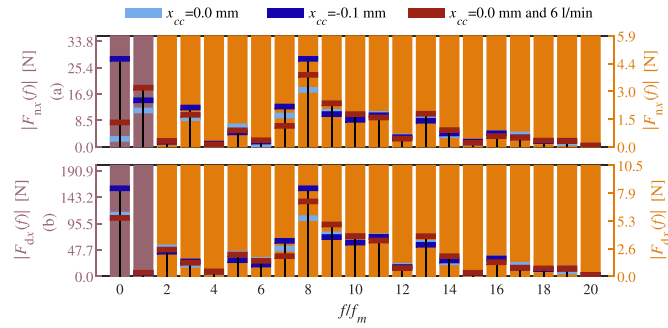 x_cc=0.0 mm x_cc=-0.1 mm x_cc=0.0 mm and 6 l/min
|F_nx(f)| [N]
(a)
33.8
25.4
16.9
8.5
0.0
5.9
4.4
3.0
1.5
0.0
|F_nx(f)| [N]
|F_dx(f)| [N]
(b)
190.9
143.2
95.5
47.7
0.0
10.5
7.9
5.3
2.6
0.0
|F_dx(f)| [N]
0 2 4 6 8 10 12 14 16 18 20
f/f_m